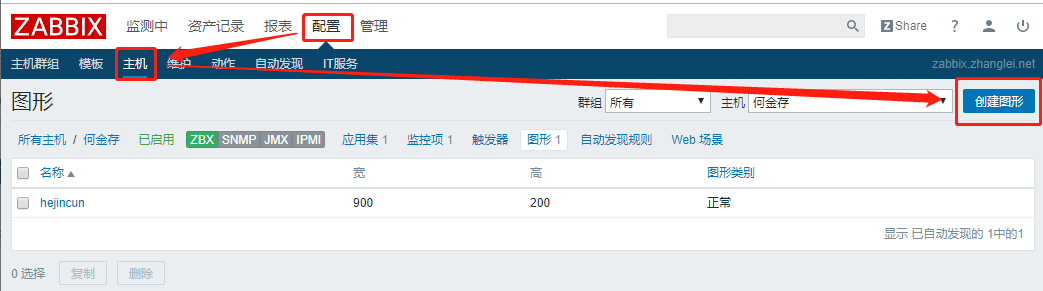 ZABBIX 监测中 资产记录 报表 配置 管理 Z Share ?
主机群组 模板 主机 维护 动作 自动发现 IT服务 zabbix.zhanglei.net
图形 群组 所有 主机 何金存 创建图形
所有主机 / 何金存 已启用 ZBX SNMP JMX IPMI 应用集 1 监控项 1 触发器 图形 1 自动发现规则 Web 场景
名称 宽 高 图形类别
hejincun 900 200 正常
显示 已自动发现的 1中的1
0 选择 复制 删除